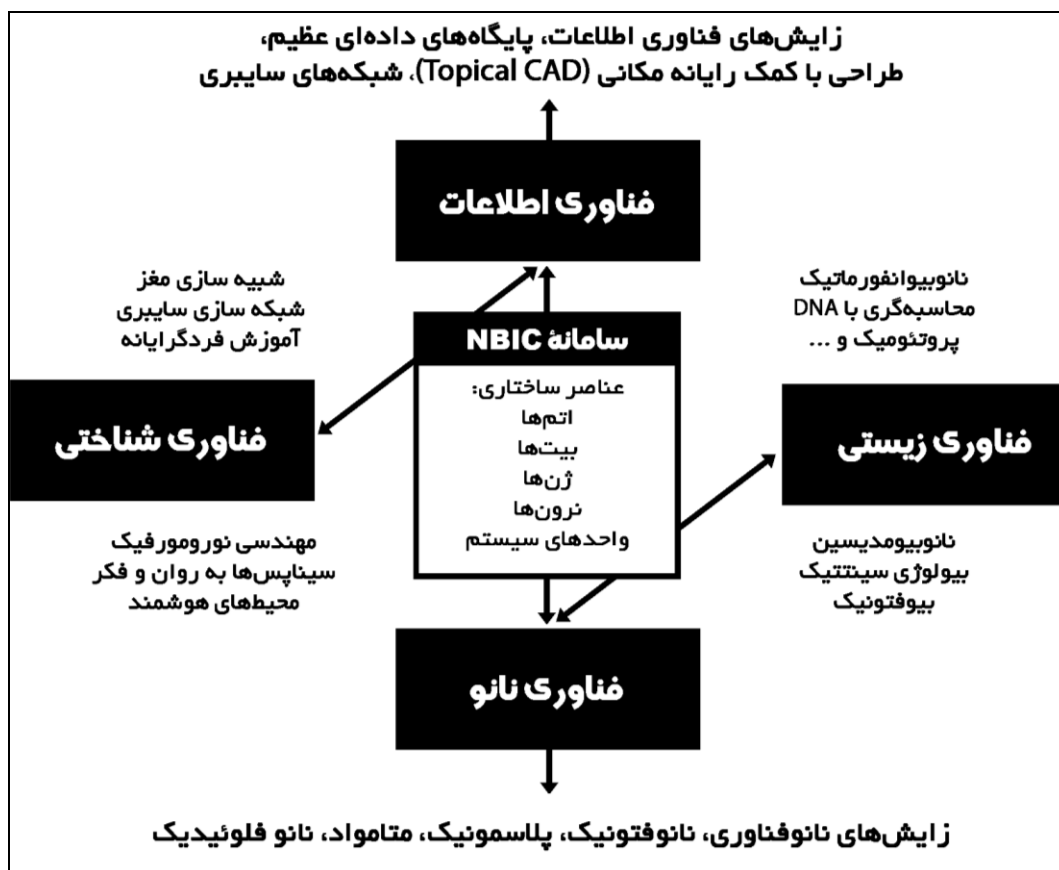 زایش‌های فناوری اطلاعات، پایگاه‌های داده‌ای عظیم،
طراحی با کمک رایانه مکانی (Topical CAD)، شبکه‌های سایبری
فناوری اطلاعات
نانوبیوانفورماتیک
محاسبه‌گری با DNA
پروتئومیک و ...
شبیه سازی مغز
شبکه سازی سایبری
آموزش فردگرایانه
سامانهٔ NBIC
عناصر ساختاری:
اتم‌ها
بیت‌ها
ژن‌ها
نرون‌ها
واحدهای سیستم
فناوری زیستی
فناوری شناختی
نانوبیومدیسین
بیولوژی سینتتیک
بیوفتونیک
مهندسی نورومورفیک
سیناپس‌ها به روان و فکر
محیط‌های هوشمند
فناوری نانو
زایش‌های نانوفناوری، نانوفتونیک، پلاسمونیک، متامواد، نانو فلوئیدیک